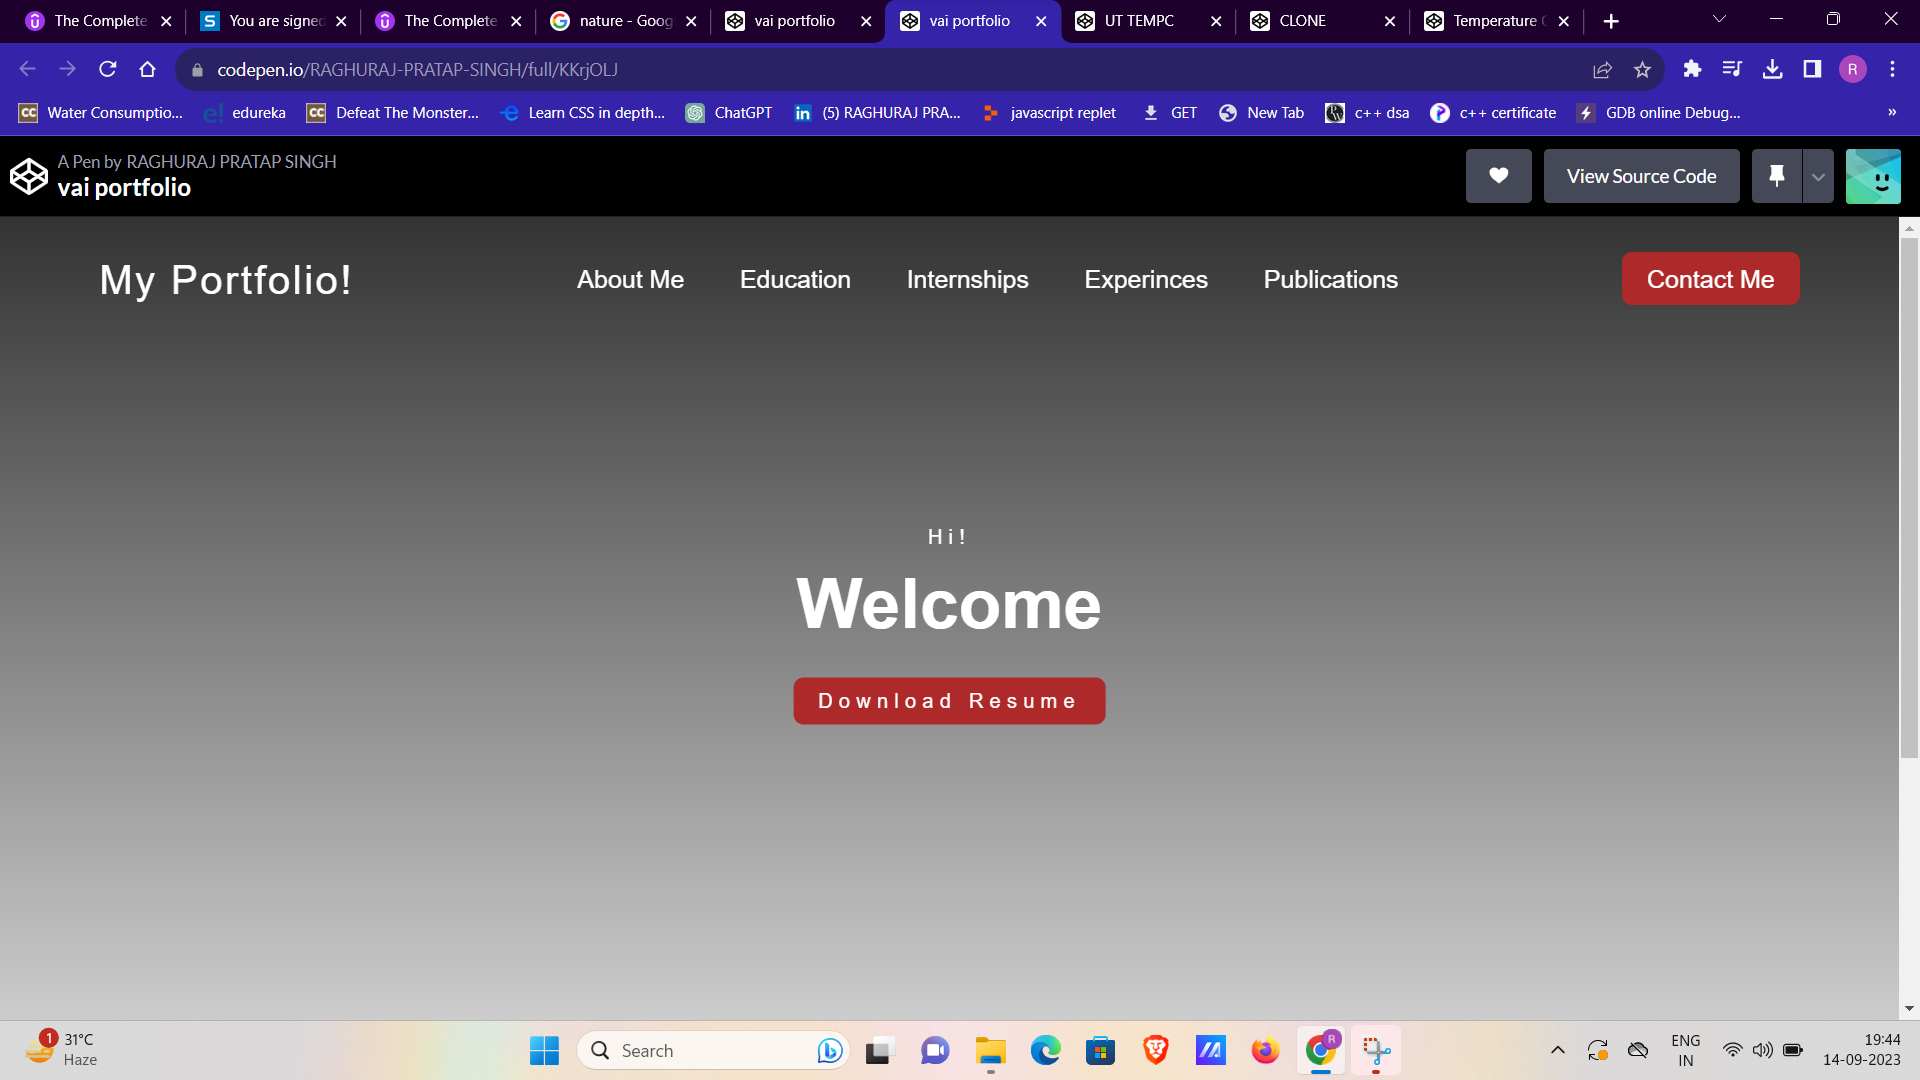 The Complete
You are signed
The Complete
nature - Goog
vai portfolio
vai portfolio
UT TEMPC
CLONE
Temperature C
codepen.io/RAGHURAJ-PRATAP-SINGH/full/KKrjOLJ
R
CC Water Consumptio...
e! edureka
CC Defeat The Monster...
Learn CSS in depth...
ChatGPT
in (5) RAGHURAJ PRA...
javascript replet
GET
New Tab
c++ dsa
c++ certificate
GDB online Debug...
»
A Pen by RAGHURAJ PRATAP SINGH
vai portfolio
View Source Code
My Portfolio!
About Me
Education
Internships
Experinces
Publications
Contact Me
Hi!
Welcome
Download Resume
1
31°C
Haze
Search
R
ENG
IN
19:44
14-09-2023